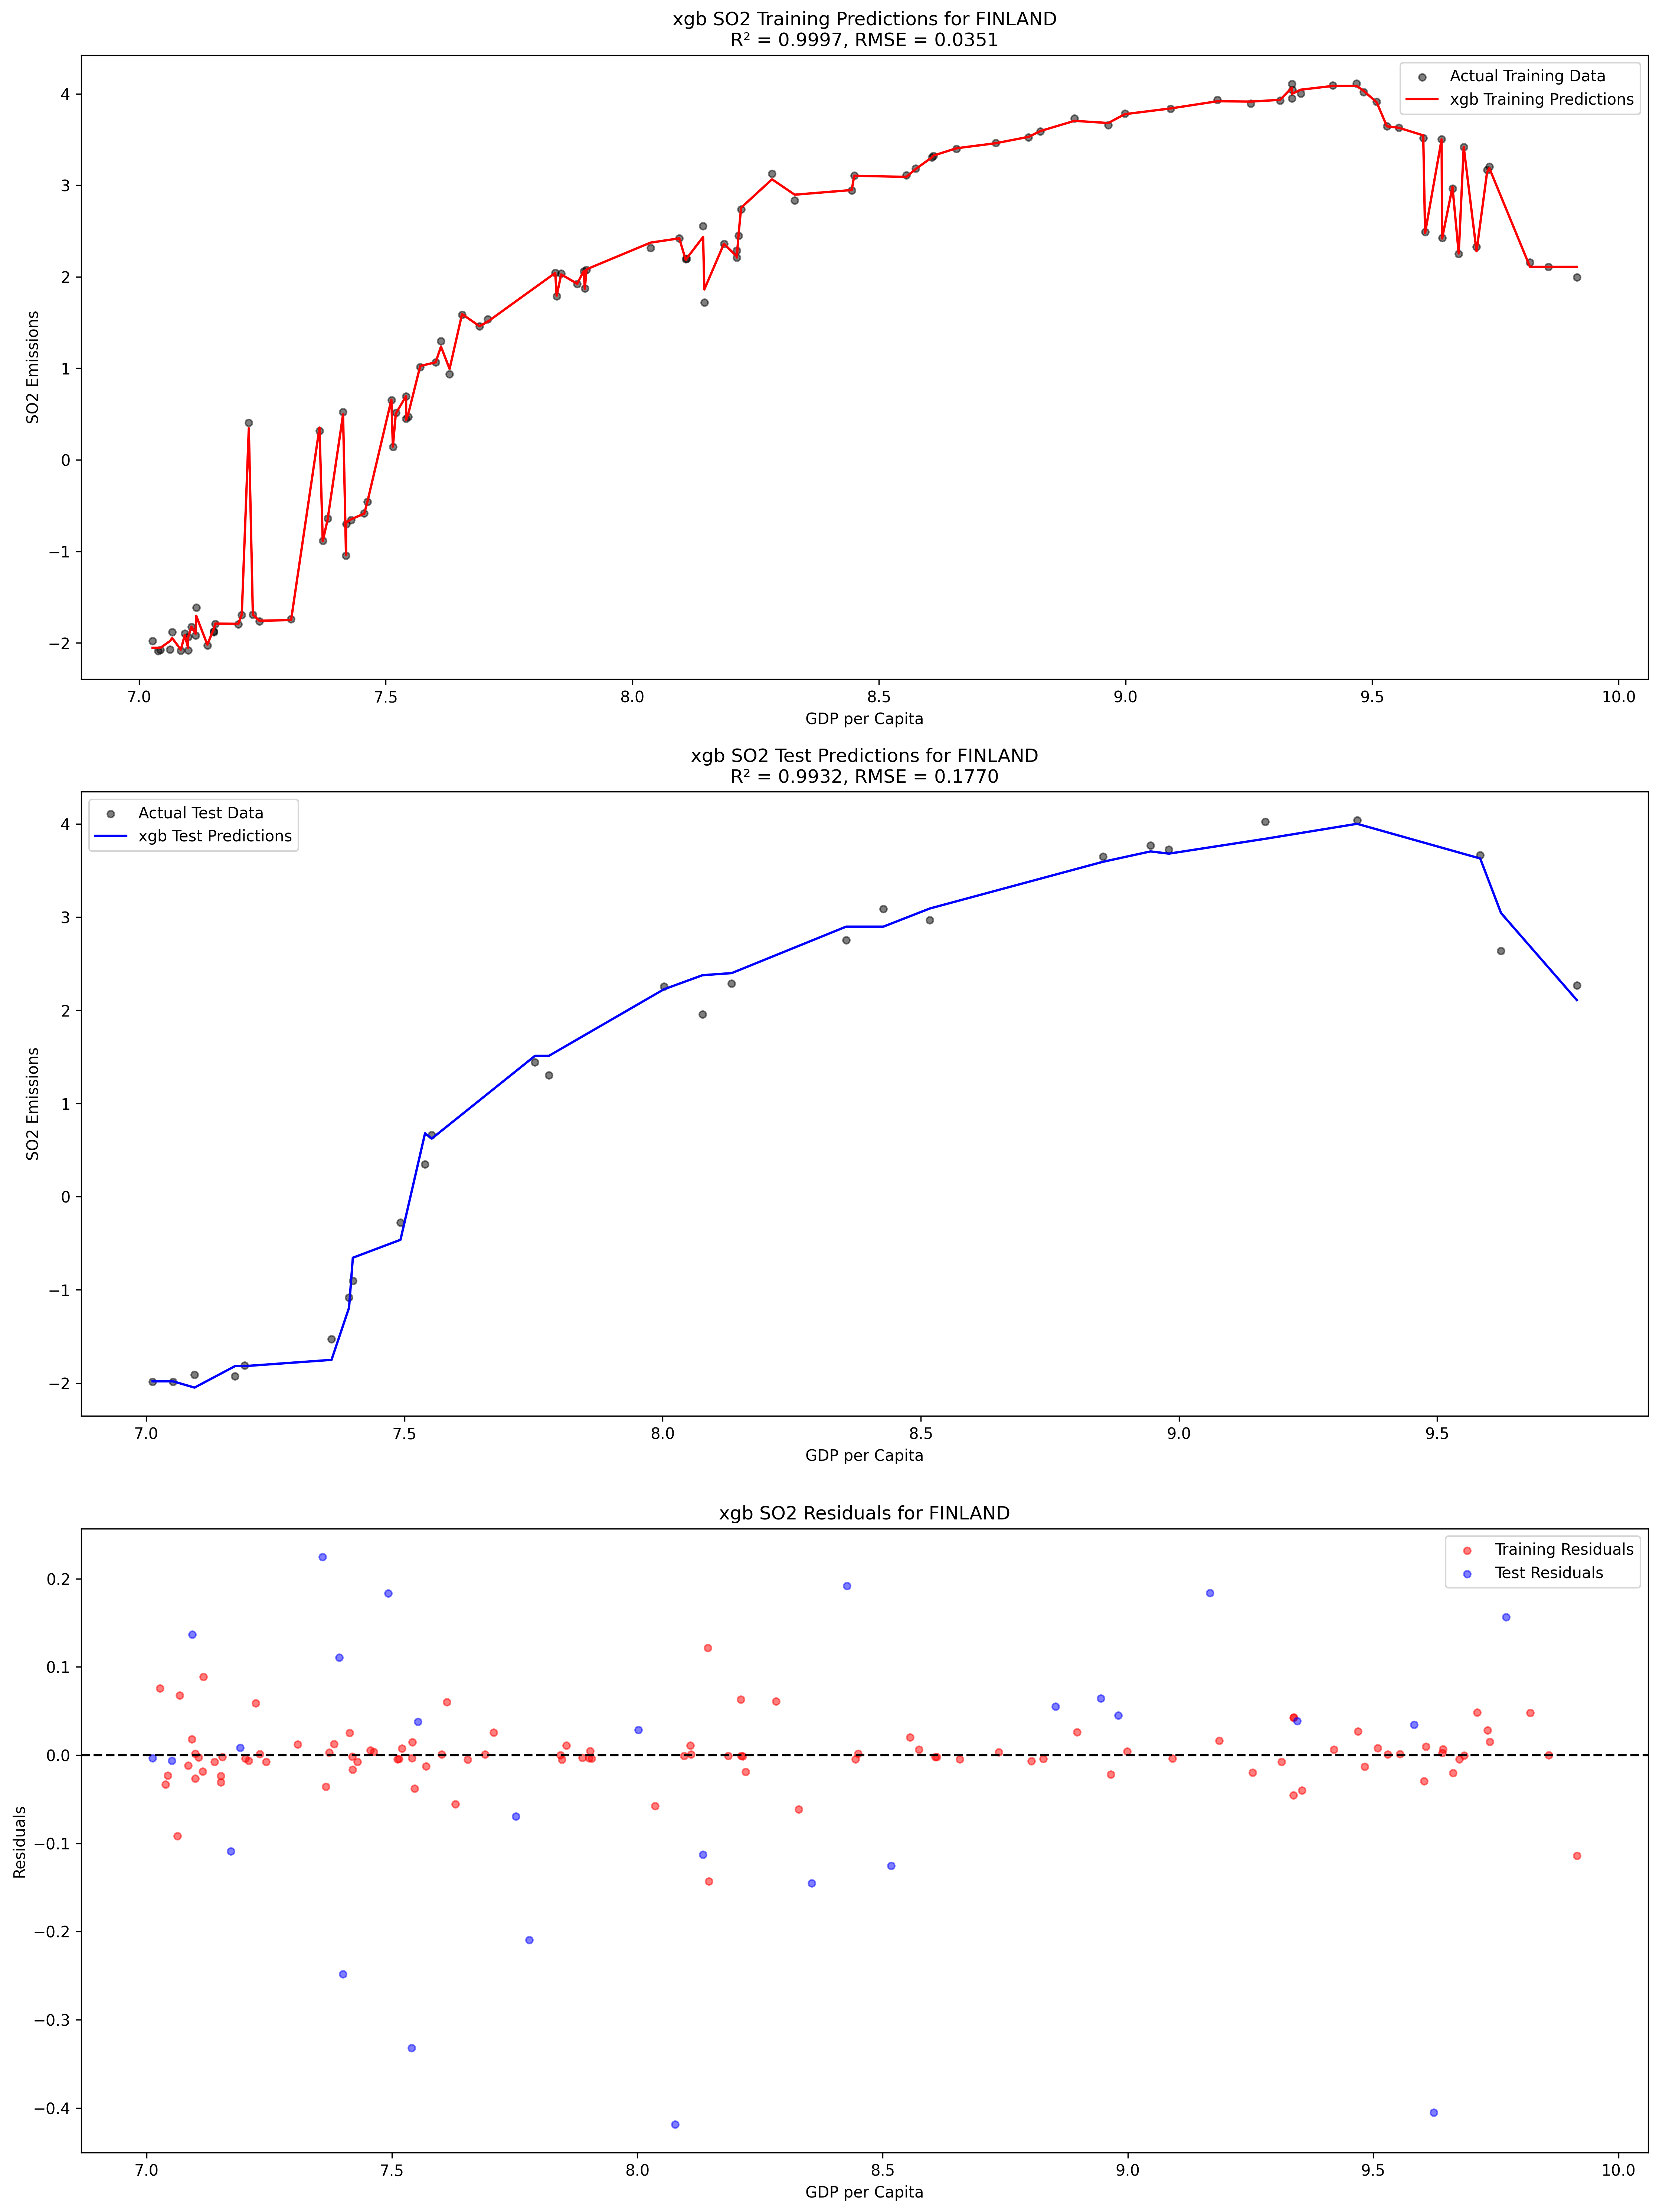 xgb SO2 Training Predictions for FINLAND
R² = 0.9997, RMSE = 0.0351
Actual Training Data
xgb Training Predictions
4
3
2
1
0
−1
−2
SO2 Emissions
7.0 7.5 8.0 8.5 9.0 9.5 10.0
GDP per Capita
xgb SO2 Test Predictions for FINLAND
R² = 0.9932, RMSE = 0.1770
Actual Test Data
xgb Test Predictions
4
3
2
1
0
−1
−2
SO2 Emissions
7.0 7.5 8.0 8.5 9.0 9.5
GDP per Capita
xgb SO2 Residuals for FINLAND
Training Residuals
Test Residuals
0.2
0.1
0.0
−0.1
−0.2
−0.3
−0.4
Residuals
7.0 7.5 8.0 8.5 9.0 9.5 10.0
GDP per Capita